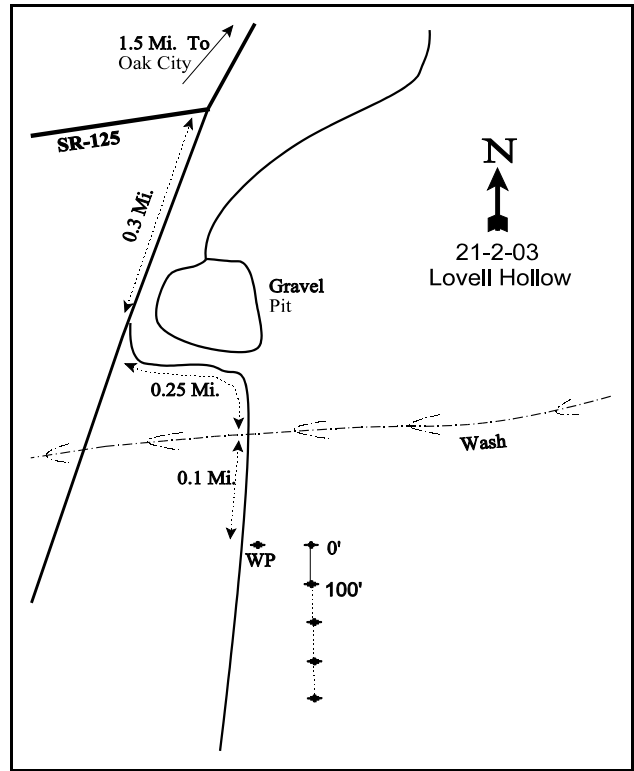 1.5 Mi. To
Oak City
SR-125
N
0.3 Mi.
21-2-03
Lovell Hollow
Gravel
Pit
0.25 Mi.
Wash
0.1 Mi.
WP
0'
100'